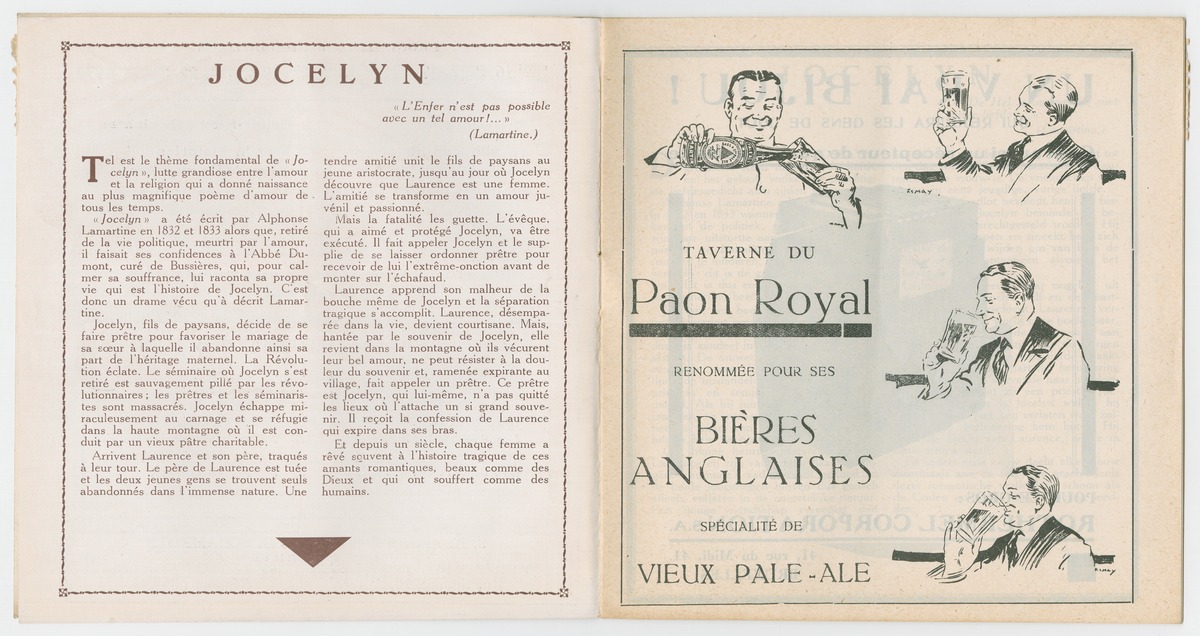 JOCELYN
« L'Enfer n'est pas possible
avec un tel amour!... »
(Lamartine.)
Tel est le thème fondamental de « Jo-
celyn », lutte grandiose entre l'amour
et la religion qui a donné naissance
au plus magnifique poème d'amour de
tous les temps.
« Jocelyn » a été écrit par Alphonse
Lamartine en 1832 et 1833 alors que, retiré
de la vie politique, meurtri par l'amour,
il faisait ses confidences à l'Abbé Du-
mont, curé de Bussières, qui, pour cal-
mer sa souffrance, lui raconta sa propre
vie qui est l'histoire de Jocelyn. C'est
donc un drame vécu qu'à décrit Lamar-
tine.
Jocelyn, fils de paysans, décide de se
faire prêtre pour favoriser le mariage de
sa sœur à laquelle il abandonne ainsi sa
part de l'héritage maternel. La Révolu-
tion éclate. Le séminaire où Jocelyn s'est
retiré est sauvagement pillé par les révo-
lutionnaires ; les prêtres et les séminaris-
tes sont massacrés. Jocelyn échappe mi-
raculeusement au carnage et se réfugie
dans la haute montagne où il est con-
duit par un vieux pâtre charitable.
Arrivent Laurence et son père, traqués
à leur tour. Le père de Laurence est tuée
et les deux jeunes gens se trouvent seuls
abandonnés dans l'immense nature. Une
tendre amitié unit le fils de paysans au
jeune aristocrate, jusqu'au jour où Jocelyn
découvre que Laurence est une femme.
L'amitié se transforme en un amour ju-
vénil et passionné.
Mais la fatalité les guette. L'évêque,
qui a aimé et protégé Jocelyn, va être
exécuté. Il fait appeler Jocelyn et le sup-
plie de se laisser ordonner prêtre pour
recevoir de lui l'extrême-onction avant de
monter sur l'échafaud.
Laurence apprend son malheur de la
bouche même de Jocelyn et la séparation
tragique s'accomplit. Laurence, désempa-
rée dans la vie, devient courtisane. Mais,
hantée par le souvenir de Jocelyn, elle
revient dans la montagne où ils vécurent
leur bel amour, ne peut résister à la dou-
leur du souvenir et, ramenée expirante au
village, fait appeler un prêtre. Ce prêtre
est Jocelyn, qui lui-même, n'a pas quitté
les lieux où l'attache un si grand souve-
nir. Il reçoit la confession de Laurence
qui expire dans ses bras.
Et depuis un siècle, chaque femme a
rêvé souvent à l'histoire tragique de ces
amants romantiques, beaux comme des
Dieux et qui ont souffert comme des
humains.
ESMAY.
TAVERNE DU
Paon Royal
RENOMMÉE POUR SES
BIÈRES
ANGLAISES
SPÉCIALITÉ DE
VIEUX PALE-ALE
ESMAY